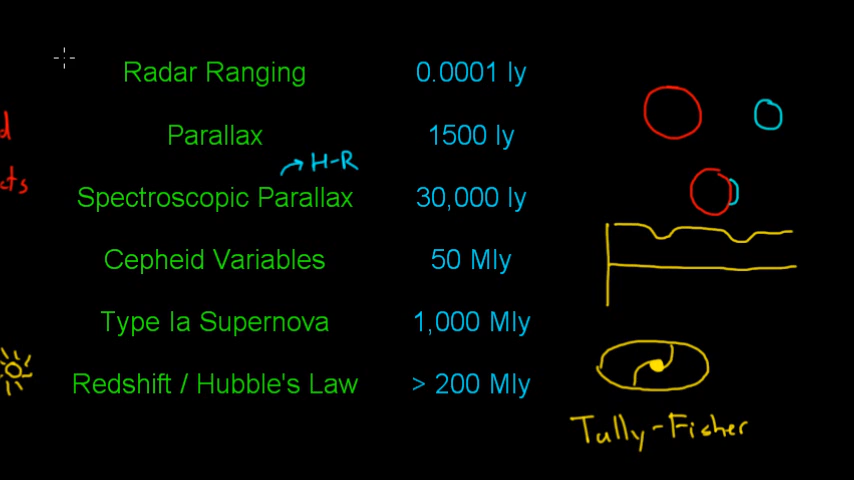 Radar Ranging 0.0001 ly
d
Parallax 1500 ly
H-R
cts
Spectroscopic Parallax 30,000 ly
Cepheid Variables 50 Mly
Type Ia Supernova 1,000 Mly
Redshift / Hubble's Law > 200 Mly
Tully-Fisher